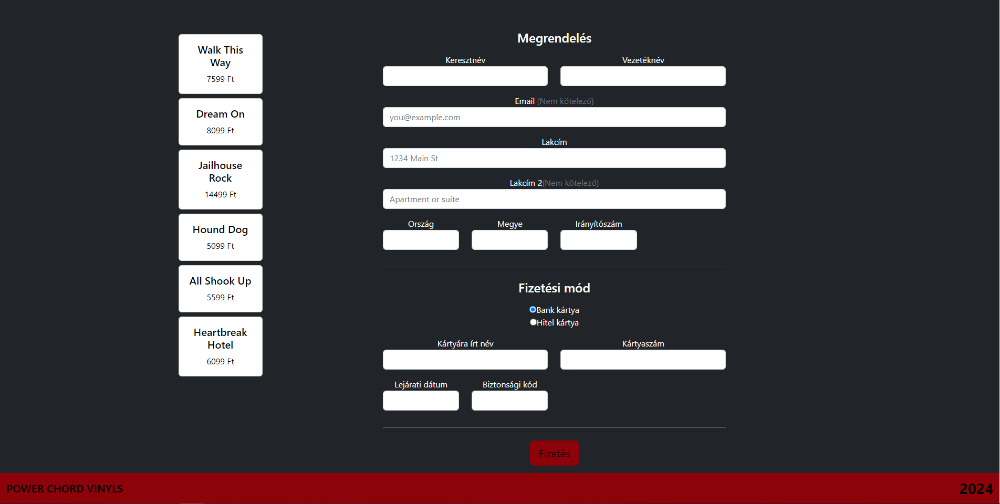 Walk This
Way
7599 Ft
Dream On
8099 Ft
Jailhouse
Rock
14499 Ft
Hound Dog
5099 Ft
All Shook Up
5599 Ft
Heartbreak
Hotel
6099 Ft
Megrendelés
Keresztnév
Vezetéknév
Email (Nem kötelező)
you@example.com
Lakcím
1234 Main St
Lakcím 2(Nem kötelező)
Apartment or suite
Ország
Megye
Irányítószám
Fizetési mód
Bank kártya
Hitel kártya
Kártyára írt név
Kártyaszám
Lejárati dátum
Biztonsági kód
Fizetés
POWER CHORD VINYLS
2024